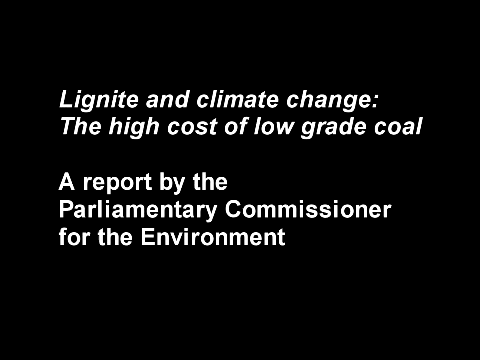 Lignite and climate change:
The high cost of low grade coal
A report by the
Parliamentary Commissioner
for the Environment